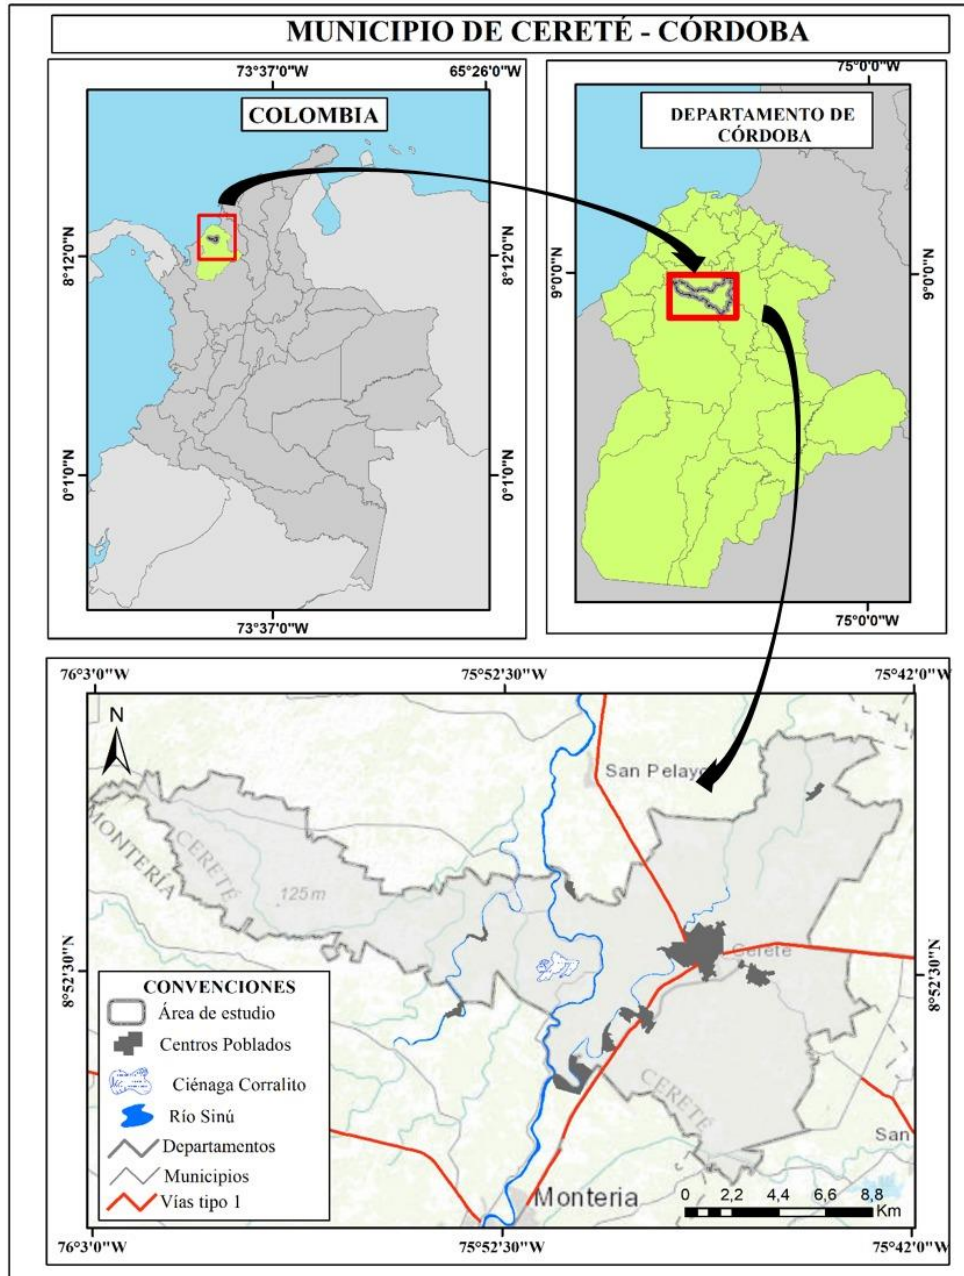 MUNICIPIO DE CERETÉ - CÓRDOBA
73°37'0"W
65°26'0"W
COLOMBIA
8°12'0"N
8°12'0"N
0°1'0"N
0°1'0"N
73°37'0"W
75°0'0"W
DEPARTAMENTO DE
CÓRDOBA
9°0'0"N
9°0'0"N
75°0'0"W
76°3'0"W
75°52'30"W
75°42'0"W
N
San Pelayo
MONTERÍA
CERETÉ
125 m
Cerete
8°52'30"N
8°52'30"N
CONVENCIONES
Área de estudio
Centros Poblados
Ciénaga Corralito
Río Sinú
Departamentos
Municipios
Vías tipo 1
CERETÉ
San
Monteria
0 2,2 4,4 6,6 8,8
Km
76°3'0"W
75°52'30"W
75°42'0"W